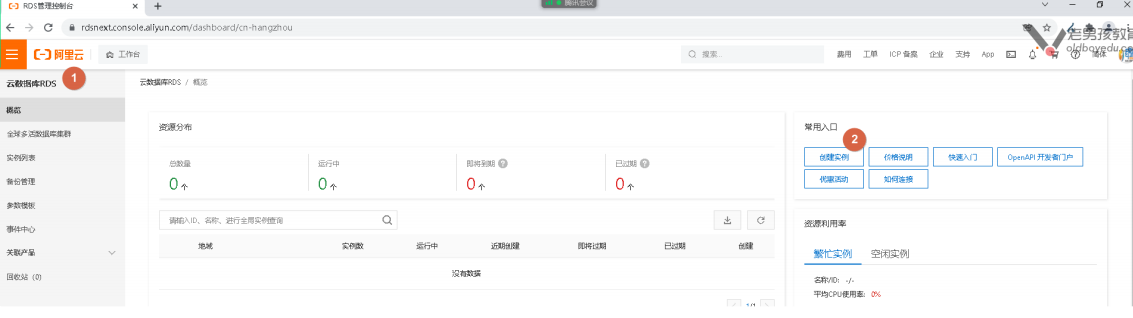 RDS管理控制台
腾讯会议
rdsnext.console.aliyun.com/dashboard/cn-hangzhou
阿里云 工作台 搜索... 费用 工单 ICP 备案 企业 支持 App 简体
老男孩教育
oldboyedu.co
云数据库RDS 1
云数据库RDS / 概览
概览
全球多活数据库集群
实例列表
备份管理
参数模板
事件中心
关联产品
回收站 (0)
资源分布
总数量 运行中 即将到期 已过期
0 个 0 个 0 个 0 个
请输入ID、名称、进行全局实例查询
地域 实例数 运行中 近期创建 即将过期 已过期 创建
没有数据
1/1
常用入口
2
创建实例 价格说明 快速入门 OpenAPI 开发者门户
优惠活动 如何连接
资源利用率
繁忙实例 空闲实例
名称/ID: -/-
平均CPU使用率: 0%